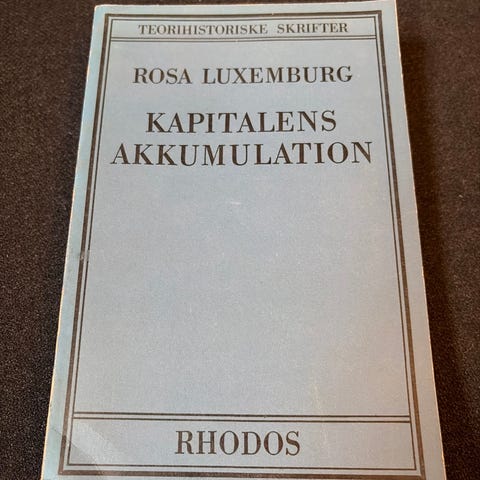 TEORIHISTORISKE SKRIFTER
ROSA LUXEMBURG
KAPITALENS
AKKUMULATION
RHODOS